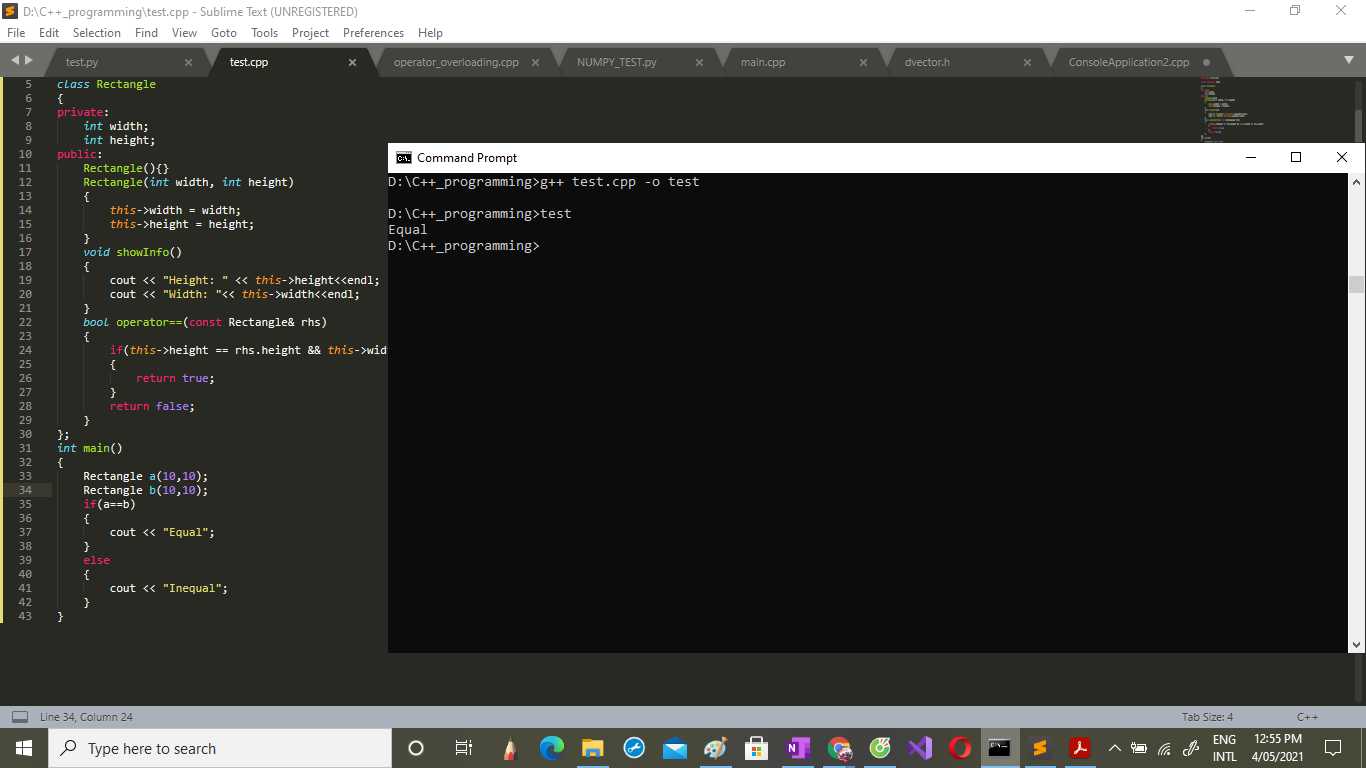 D:\C++_programming\test.cpp - Sublime Text (UNREGISTERED)
File Edit Selection Find View Goto Tools Project Preferences Help
test.py test.cpp operator_overloading.cpp NUMPY_TEST.py main.cpp dvector.h ConsoleApplication2.cpp
5 class Rectangle
6 {
7 private:
8 int width;
9 int height;
10 public:
11 Rectangle(){}
12 Rectangle(int width, int height)
13 {
14 this->width = width;
15 this->height = height;
16 }
17 void showInfo()
18 {
19 cout << "Height: " << this->height<<endl;
20 cout << "Width: "<< this->width<<endl;
21 }
22 bool operator==(const Rectangle& rhs)
23 {
24 if(this->height == rhs.height && this->wid
25 {
26 return true;
27 }
28 return false;
29 }
30 };
31 int main()
32 {
33 Rectangle a(10,10);
34 Rectangle b(10,10);
35 if(a==b)
36 {
37 cout << "Equal";
38 }
39 else
40 {
41 cout << "Inequal";
42 }
43 }
Command Prompt
D:\C++_programming>g++ test.cpp -o test
D:\C++_programming>test
Equal
D:\C++_programming>
Line 34, Column 24 Tab Size: 4 C++
Type here to search
ENG
INTL
12:55 PM
4/05/2021